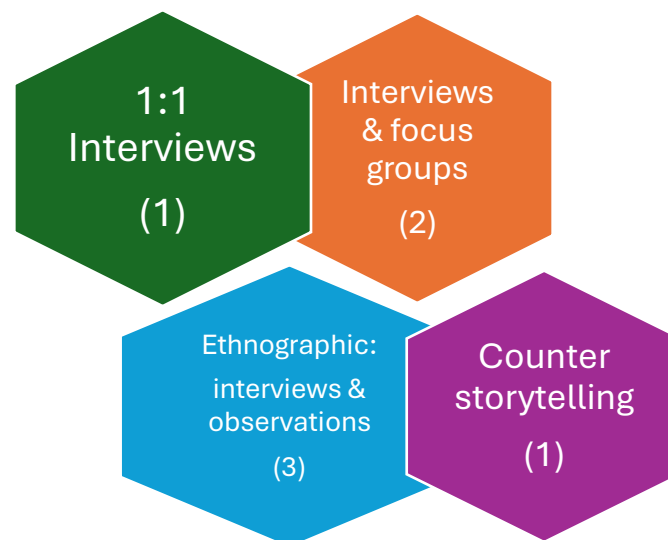 1:1
Interviews
(1)
Interviews
& focus
groups
(2)
Ethnographic:
interviews &
observations
(3)
Counter
storytelling
(1)